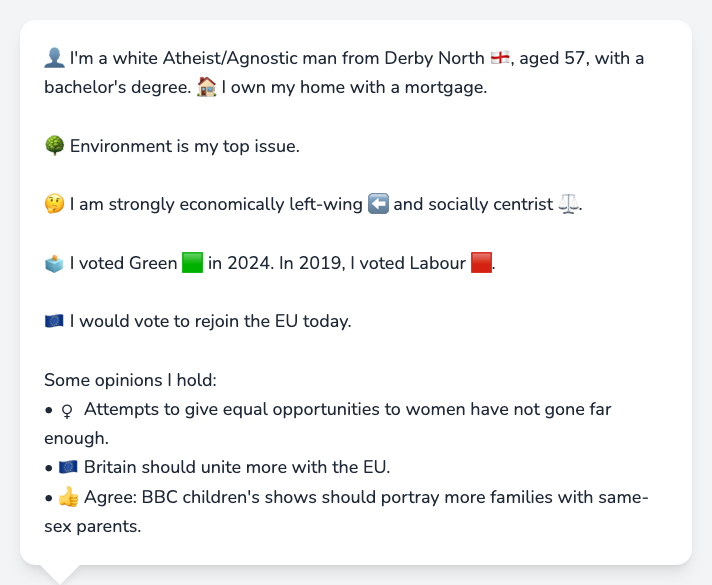 👤 I'm a white Atheist/Agnostic man from Derby North 🏴󠁧󠁢󠁥󠁮󠁧󠁿, aged 57, with a
bachelor's degree. 🏠 I own my home with a mortgage.
🌳 Environment is my top issue.
🤔 I am strongly economically left-wing ⬅️ and socially centrist ⚖️.
🗳️ I voted Green 🟩 in 2024. In 2019, I voted Labour 🟥.
🇪🇺 I would vote to rejoin the EU today.
Some opinions I hold:
• ♀ Attempts to give equal opportunities to women have not gone far
enough.
• 🇪🇺 Britain should unite more with the EU.
• 👍 Agree: BBC children's shows should portray more families with same-
sex parents.